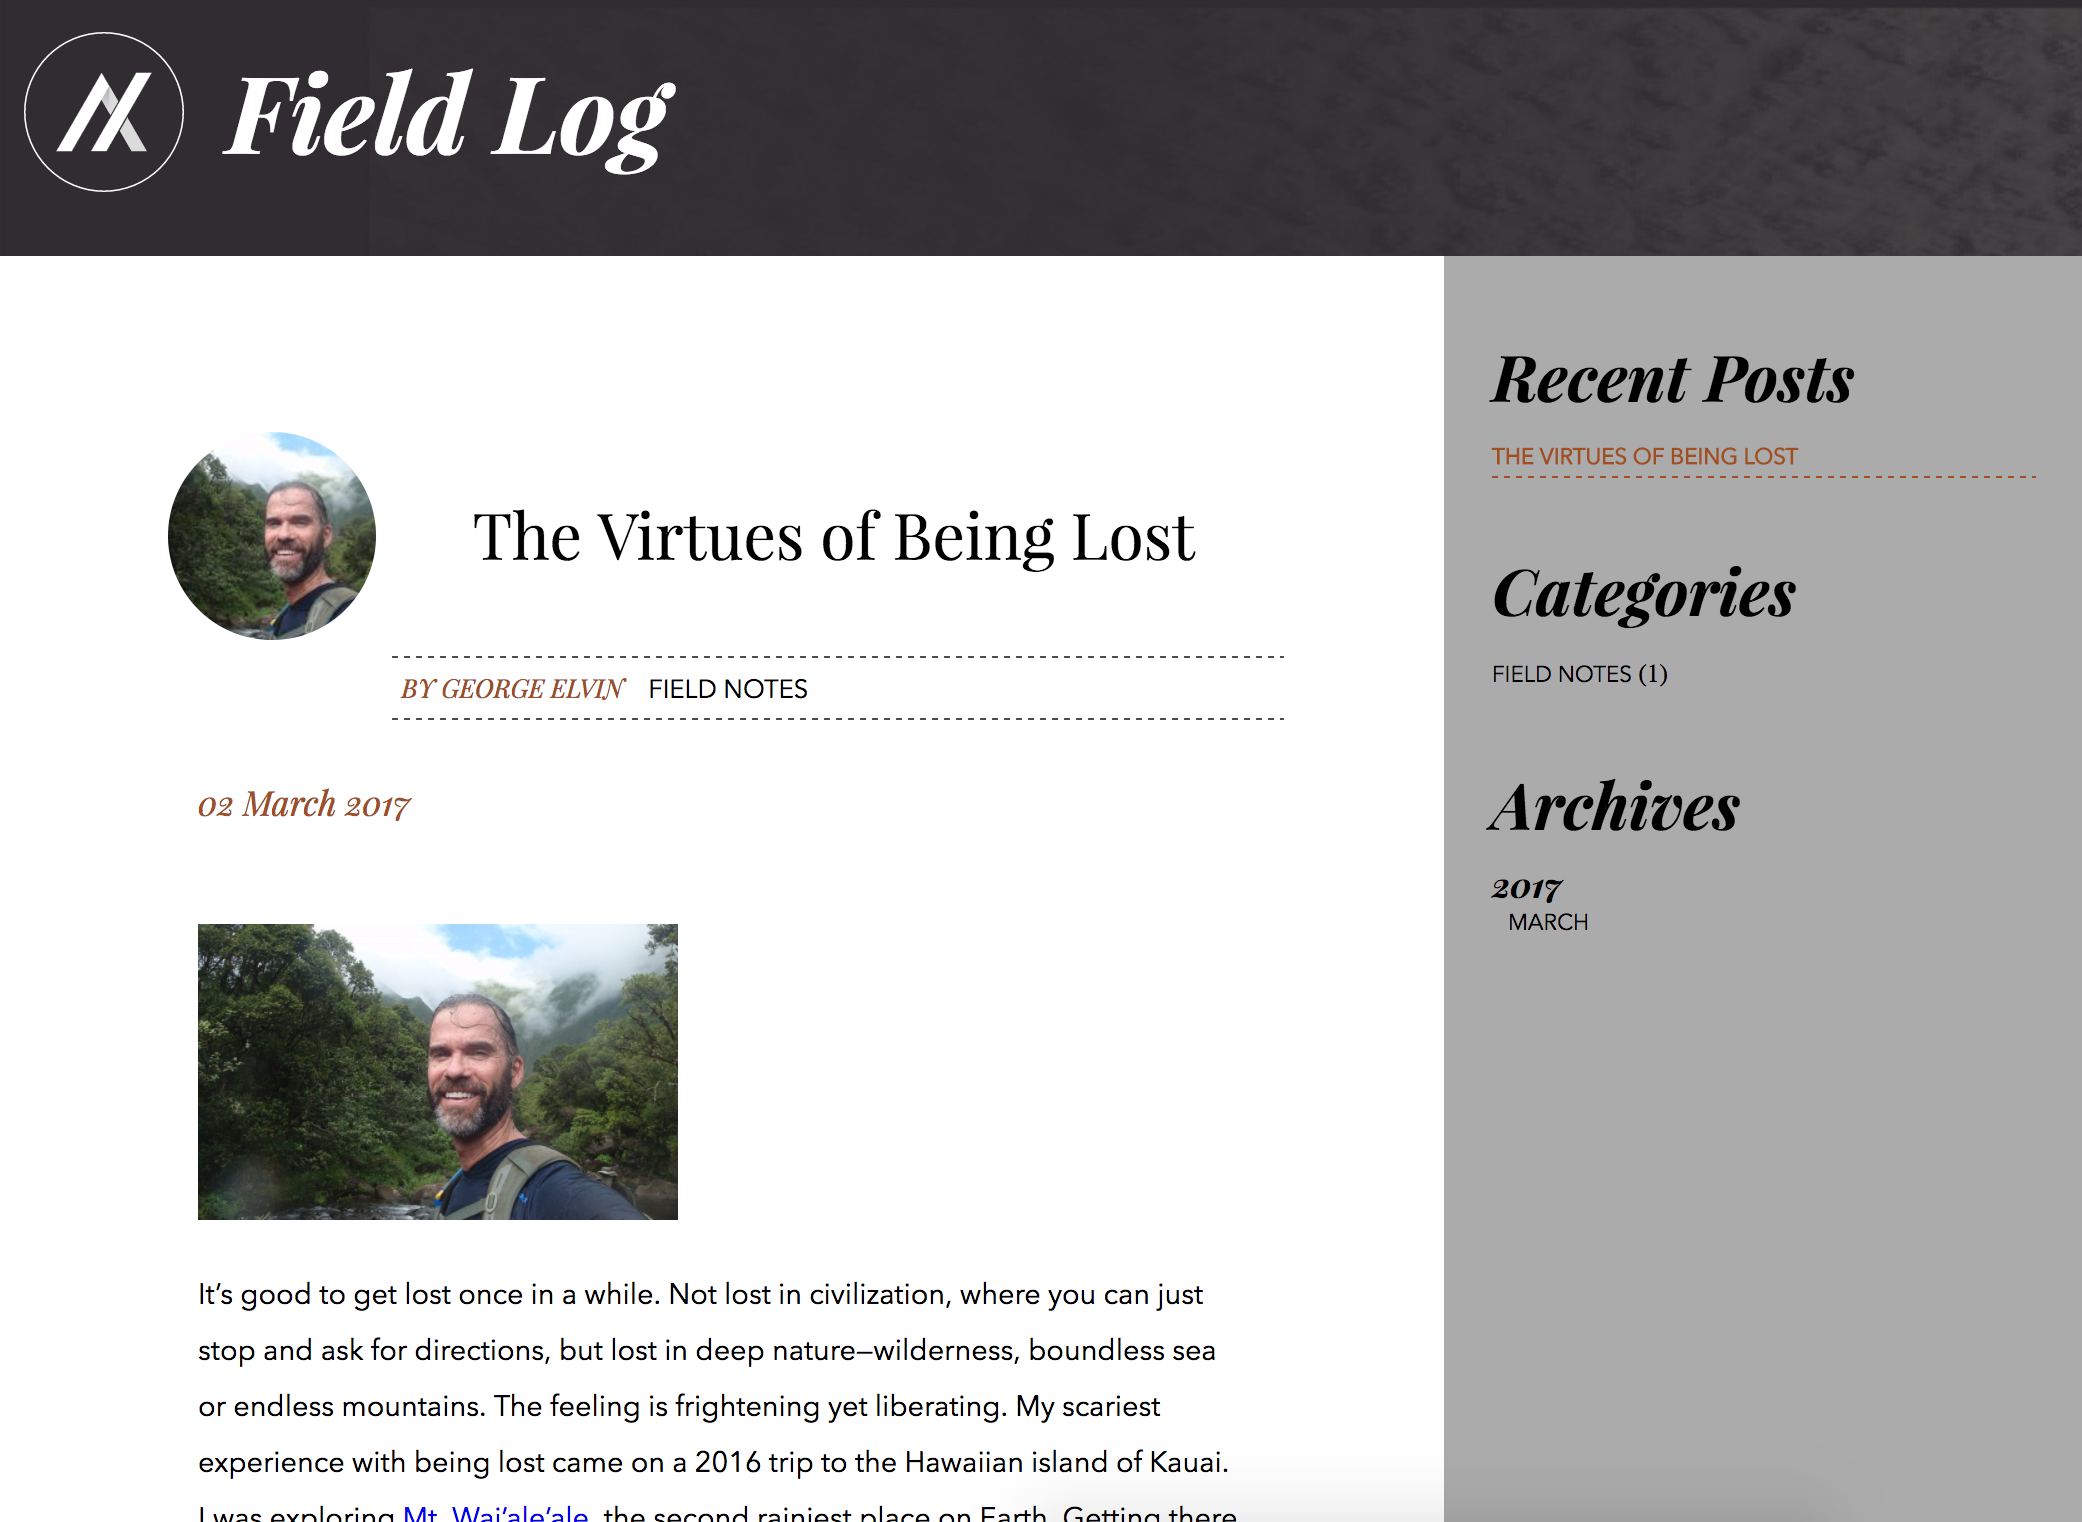 Field Log
The Virtues of Being Lost
BY GEORGE ELVIN FIELD NOTES
02 March 2017
It’s good to get lost once in a while. Not lost in civilization, where you can just
stop and ask for directions, but lost in deep nature—wilderness, boundless sea
or endless mountains. The feeling is frightening yet liberating. My scariest
experience with being lost came on a 2016 trip to the Hawaiian island of Kauai.
I was exploring Mt. Wai’ale’ale, the second rainiest place on Earth. Getting there
Recent Posts
THE VIRTUES OF BEING LOST
Categories
FIELD NOTES (1)
Archives
2017
MARCH